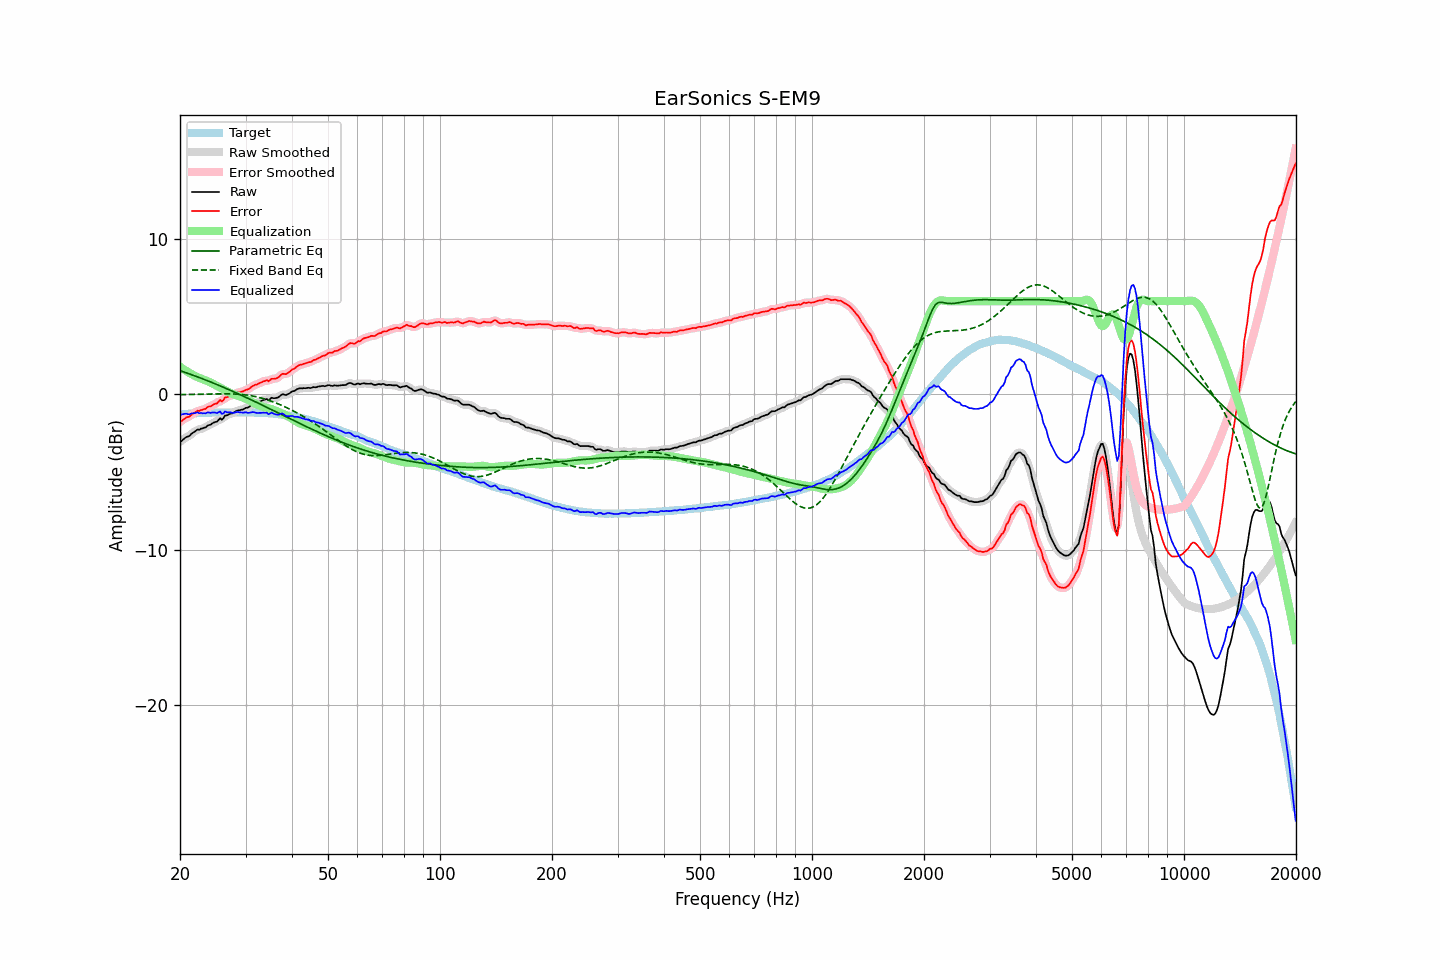 EarSonics S-EM9
Target
Raw Smoothed
Error Smoothed
Raw
Error
Equalization
Parametric Eq
Fixed Band Eq
Equalized
10
0
−10
−20
Amplitude (dBr)
20 50 100 200 500 1000 2000 5000 10000 20000
Frequency (Hz)